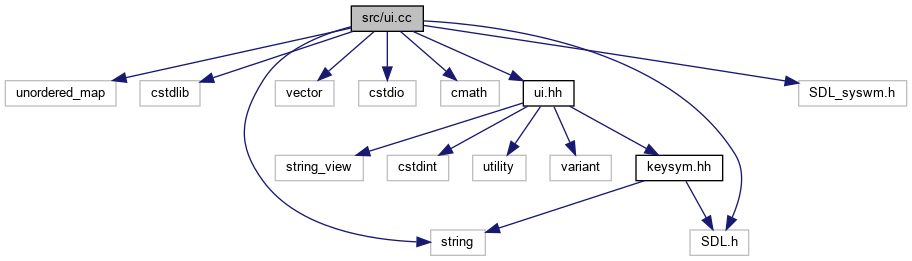 src/ui.cc
unordered_map
cstdlib
vector
cstdio
cmath
ui.hh
SDL_syswm.h
string_view
cstdint
utility
variant
keysym.hh
string
SDL.h